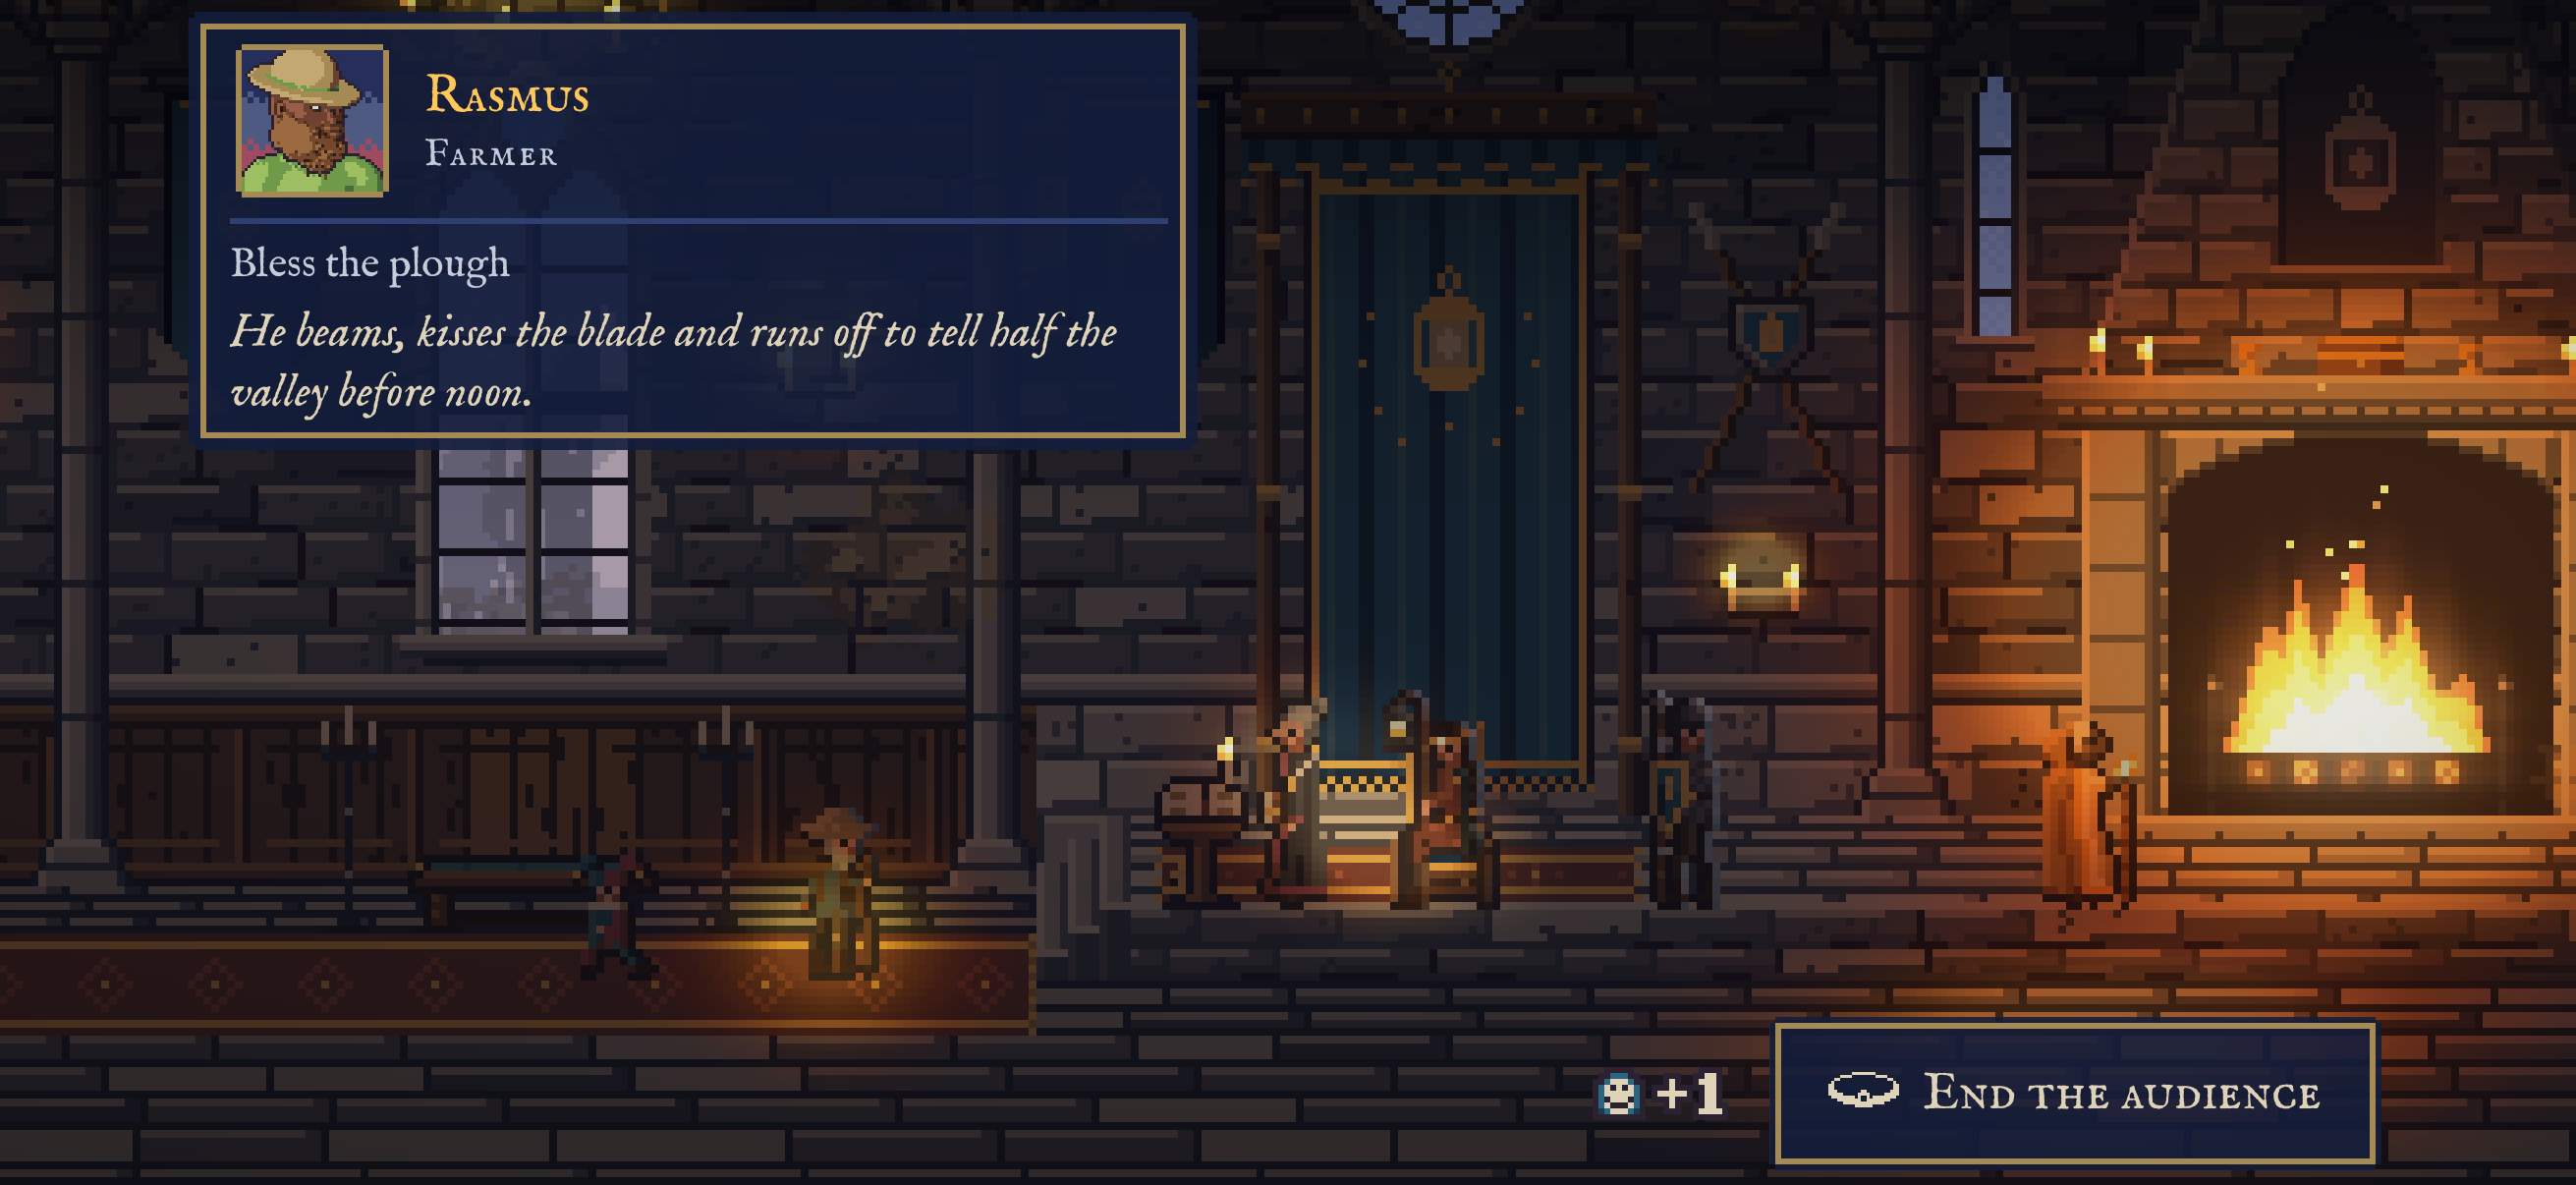 Rasmus
Farmer
Bless the plough
He beams, kisses the blade and runs off to tell half the
valley before noon.
+1
End the audience